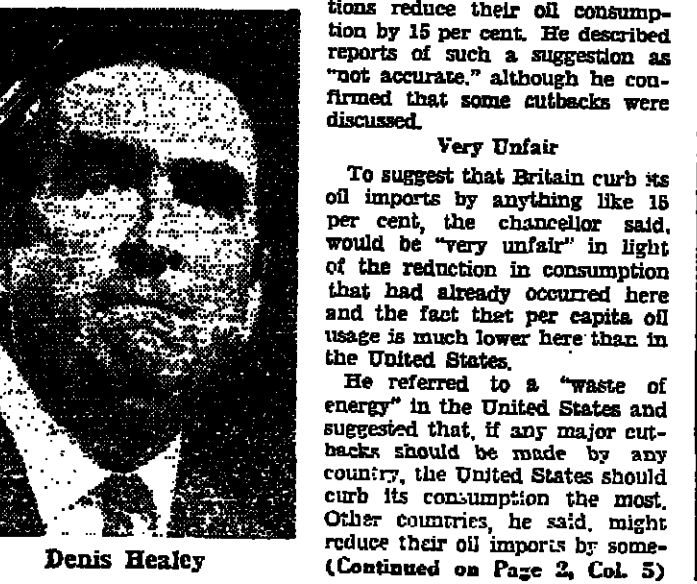 tions reduce their oil consump-
tion by 15 per cent. He described
reports of such a suggestion as
"not accurate." although he con-
firmed that some cutbacks were
discussed.
Very Unfair
To suggest that Britain curb its
oil imports by anything like 15
per cent, the chancellor said,
would be "very unfair" in light
of the reduction in consumption
that had already occurred here
and the fact that per capita oil
usage is much lower here than in
the United States.
He referred to a "waste of
energy" in the United States and
suggested that, if any major cut-
backs should be made by any
country, the United States should
curb its consumption the most.
Other countries, he said, might
reduce their oil imports by some-
(Continued on Page 2, Col. 5)
Denis Healey